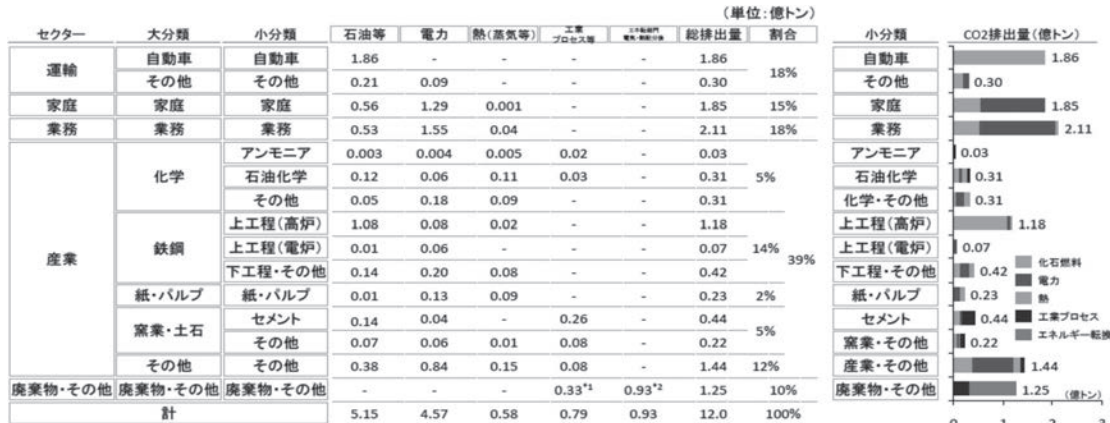 (単位:億トン)
セクター 大分類 小分類 石油等 電力 熱(蒸気等) 工業プロセス等 総排出量 割合
運輸 自動車 自動車 1.86 - - - - 1.86 18%
その他 その他 0.21 0.09 - - - 0.30
家庭 家庭 家庭 0.56 1.29 0.001 - - 1.85 15%
業務 業務 業務 0.53 1.55 0.04 - - 2.11 18%
産業 化学 アンモニア 0.003 0.004 0.005 0.02 - 0.03 5% 39%
石油化学 0.12 0.06 0.11 0.03 - 0.31
その他 0.05 0.18 0.09 - - 0.31
鉄鋼 上工程(高炉) 1.08 0.08 0.02 - - 1.18 14%
上工程(電炉) 0.01 0.06 - - - 0.07
下工程・その他 0.14 0.20 0.08 - - 0.42
紙・パルプ 紙・パルプ 0.01 0.13 0.09 - - 0.23 2%
窯業・土石 セメント 0.14 0.04 - 0.26 - 0.44 5%
その他 0.07 0.06 0.01 0.08 - 0.22
その他 その他 0.38 0.84 0.15 0.08 - 1.44 12%
廃棄物・その他 廃棄物・その他 廃棄物・その他 - - - 0.33*1 0.93*2 1.25 10%
計 5.15 4.57 0.58 0.79 0.93 12.0 100%
小分類 CO2排出量(億トン)
自動車 1.86
その他 0.30
家庭 1.85
業務 2.11
アンモニア 0.03
石油化学 0.31
化学・その他 0.31
上工程(高炉) 1.18
上工程(電炉) 0.07
下工程・その他 0.42
紙・パルプ 0.23
セメント 0.44
窯業・その他 0.22
産業・その他 1.44
廃棄物・その他 1.25
化石燃料
電力
熱
工業プロセス
エネルギー転換
(億トン)
0 1 2 3